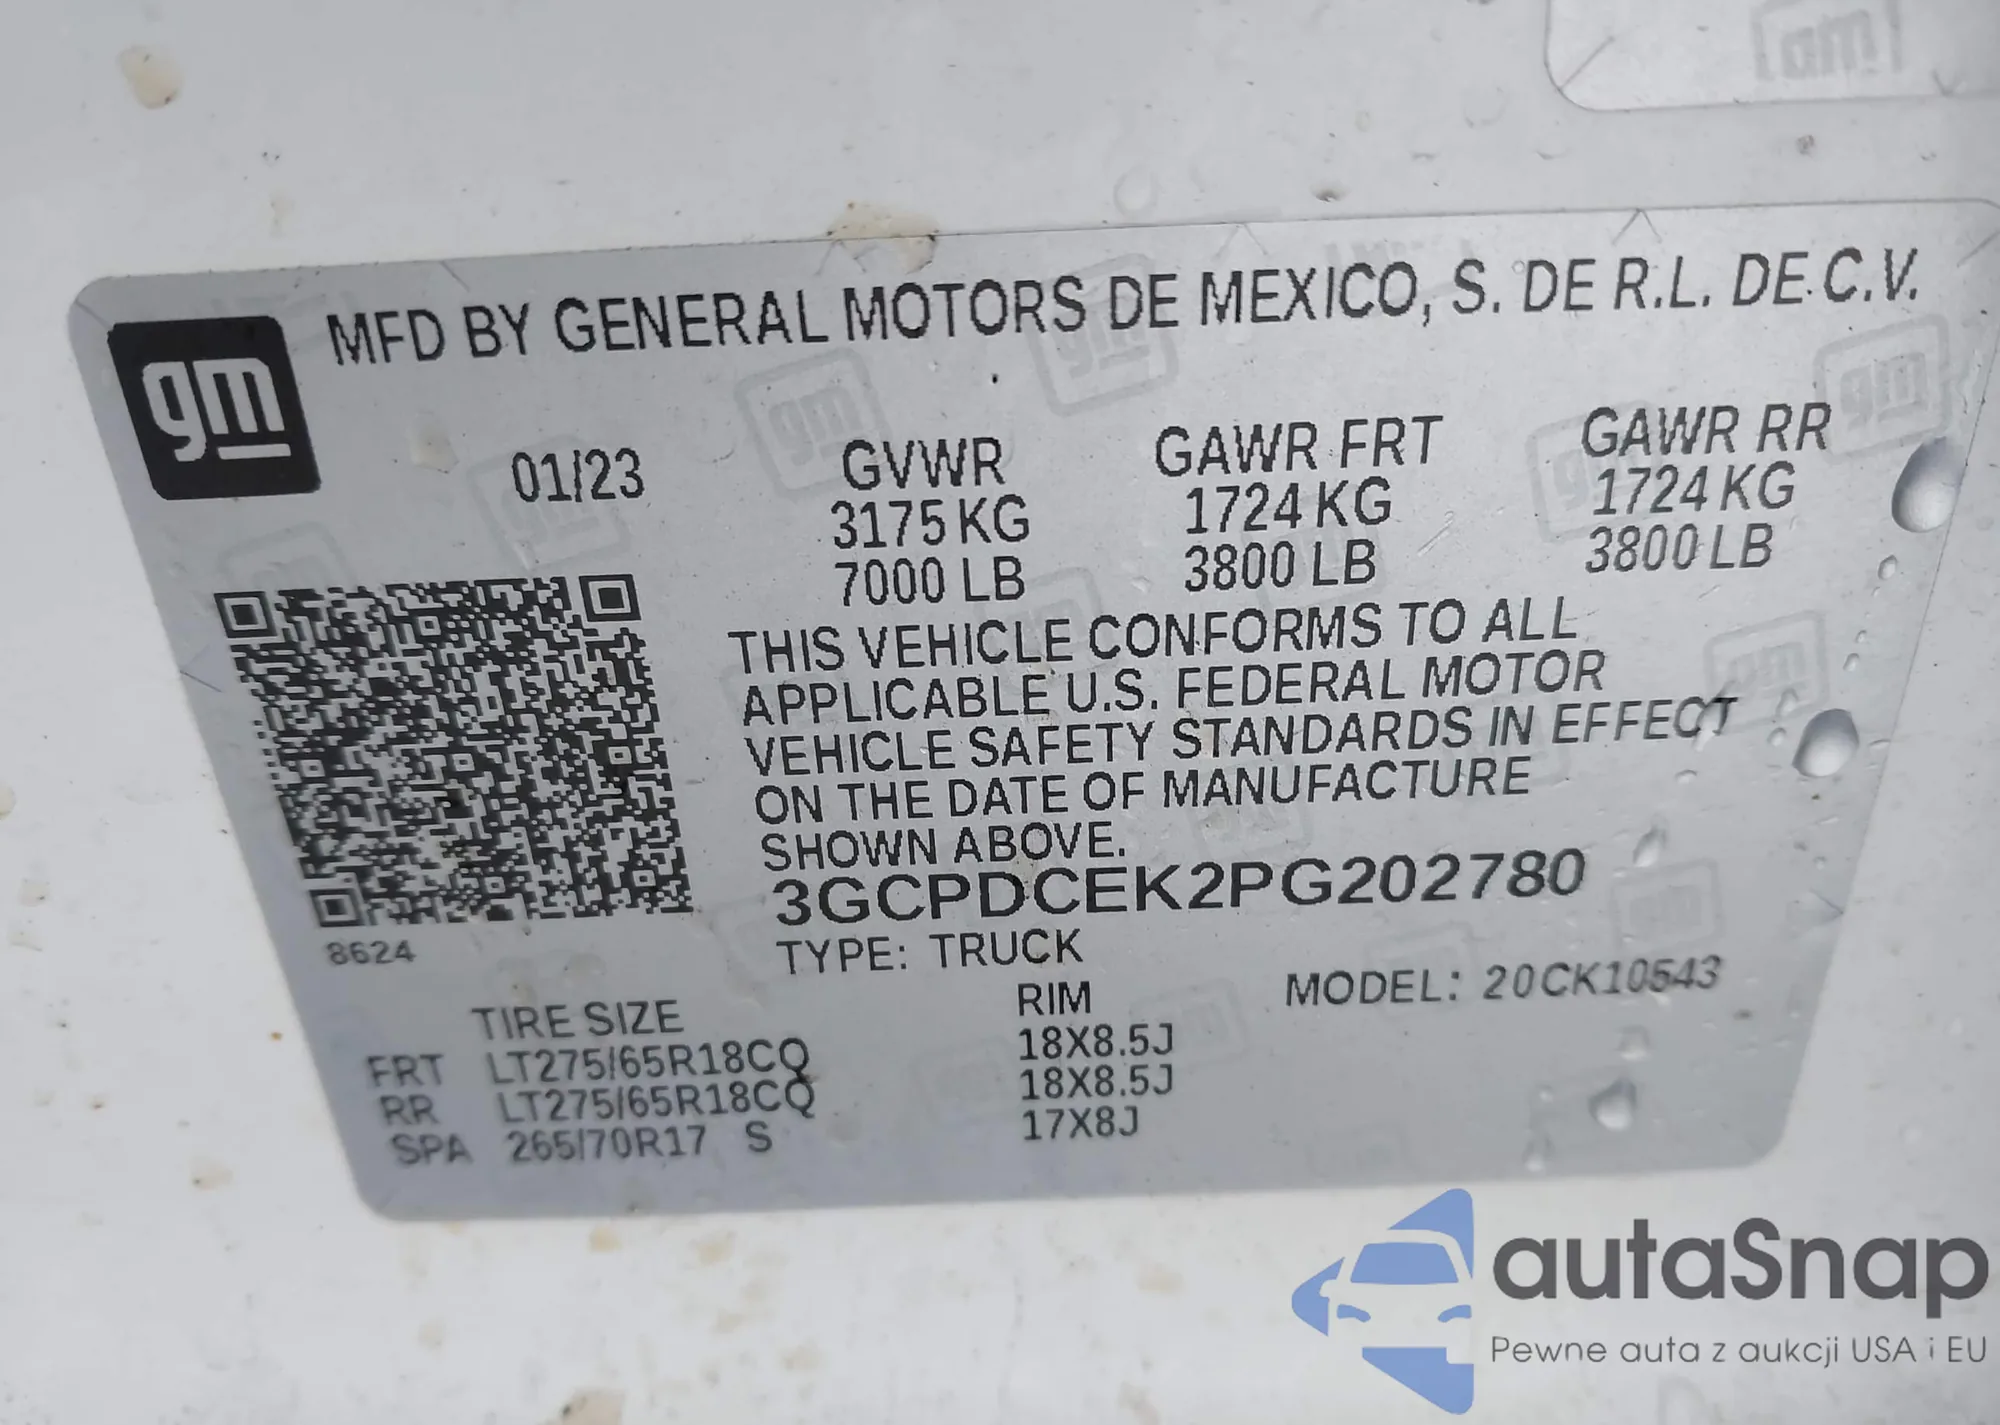 gm
MFD BY GENERAL MOTORS DE MEXICO, S. DE R.L. DE C.V.
01/23
GVWR GAWR FRT GAWR RR
3175 KG 1724 KG 1724 KG
7000 LB 3800 LB 3800 LB
THIS VEHICLE CONFORMS TO ALL
APPLICABLE U.S. FEDERAL MOTOR
VEHICLE SAFETY STANDARDS IN EFFECT
ON THE DATE OF MANUFACTURE
SHOWN ABOVE.
3GCPDCEK2PG202780
8624
TYPE: TRUCK
MODEL: 20CK10543
TIRE SIZE RIM
FRT LT275/65R18CQ 18X8.5J
RR LT275/65R18CQ 18X8.5J
SPA 265/70R17 S 17X8J
autaSnap
Pewne auta z aukcji USA i EU